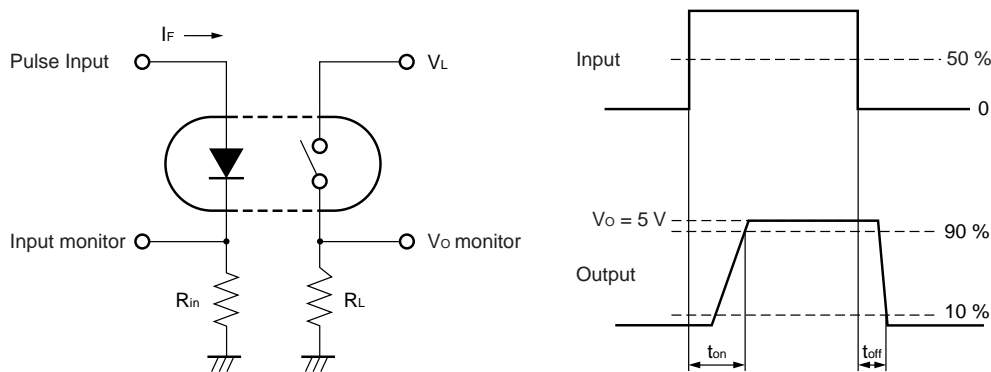 IF
Pulse Input
VL
Input monitor
VO monitor
Rin
RL
Input
50 %
0
VO = 5 V
90 %
Output
10 %
ton
toff